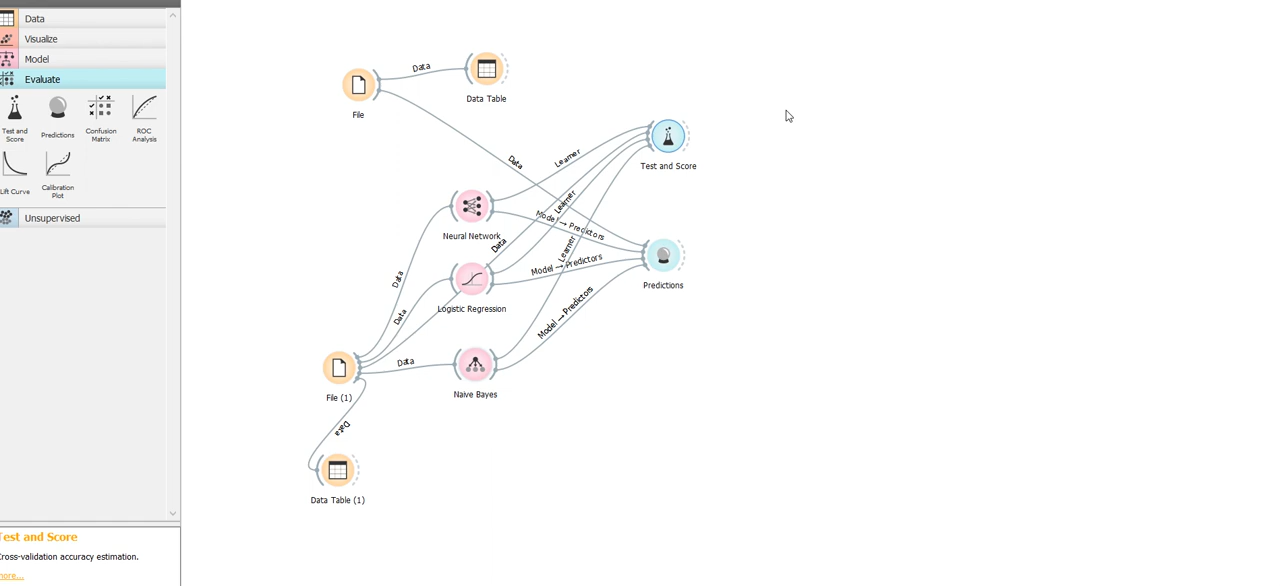 Data
Visualize
Model
Evaluate
Test and
Score
Predictions
Confusion
Matrix
ROC
Analysis
Lift Curve
Calibration
Plot
Unsupervised
Test and Score
Cross-validation accuracy estimation.
more...
File
Data
Data Table
Data
Learner
Test and Score
Neural Network
Learner
Model → Predictors
Data
Learner
Model → Predictors
Predictions
Data
Logistic Regression
Data
Model → Predictors
File (1)
Data
Naive Bayes
Data
Data Table (1)